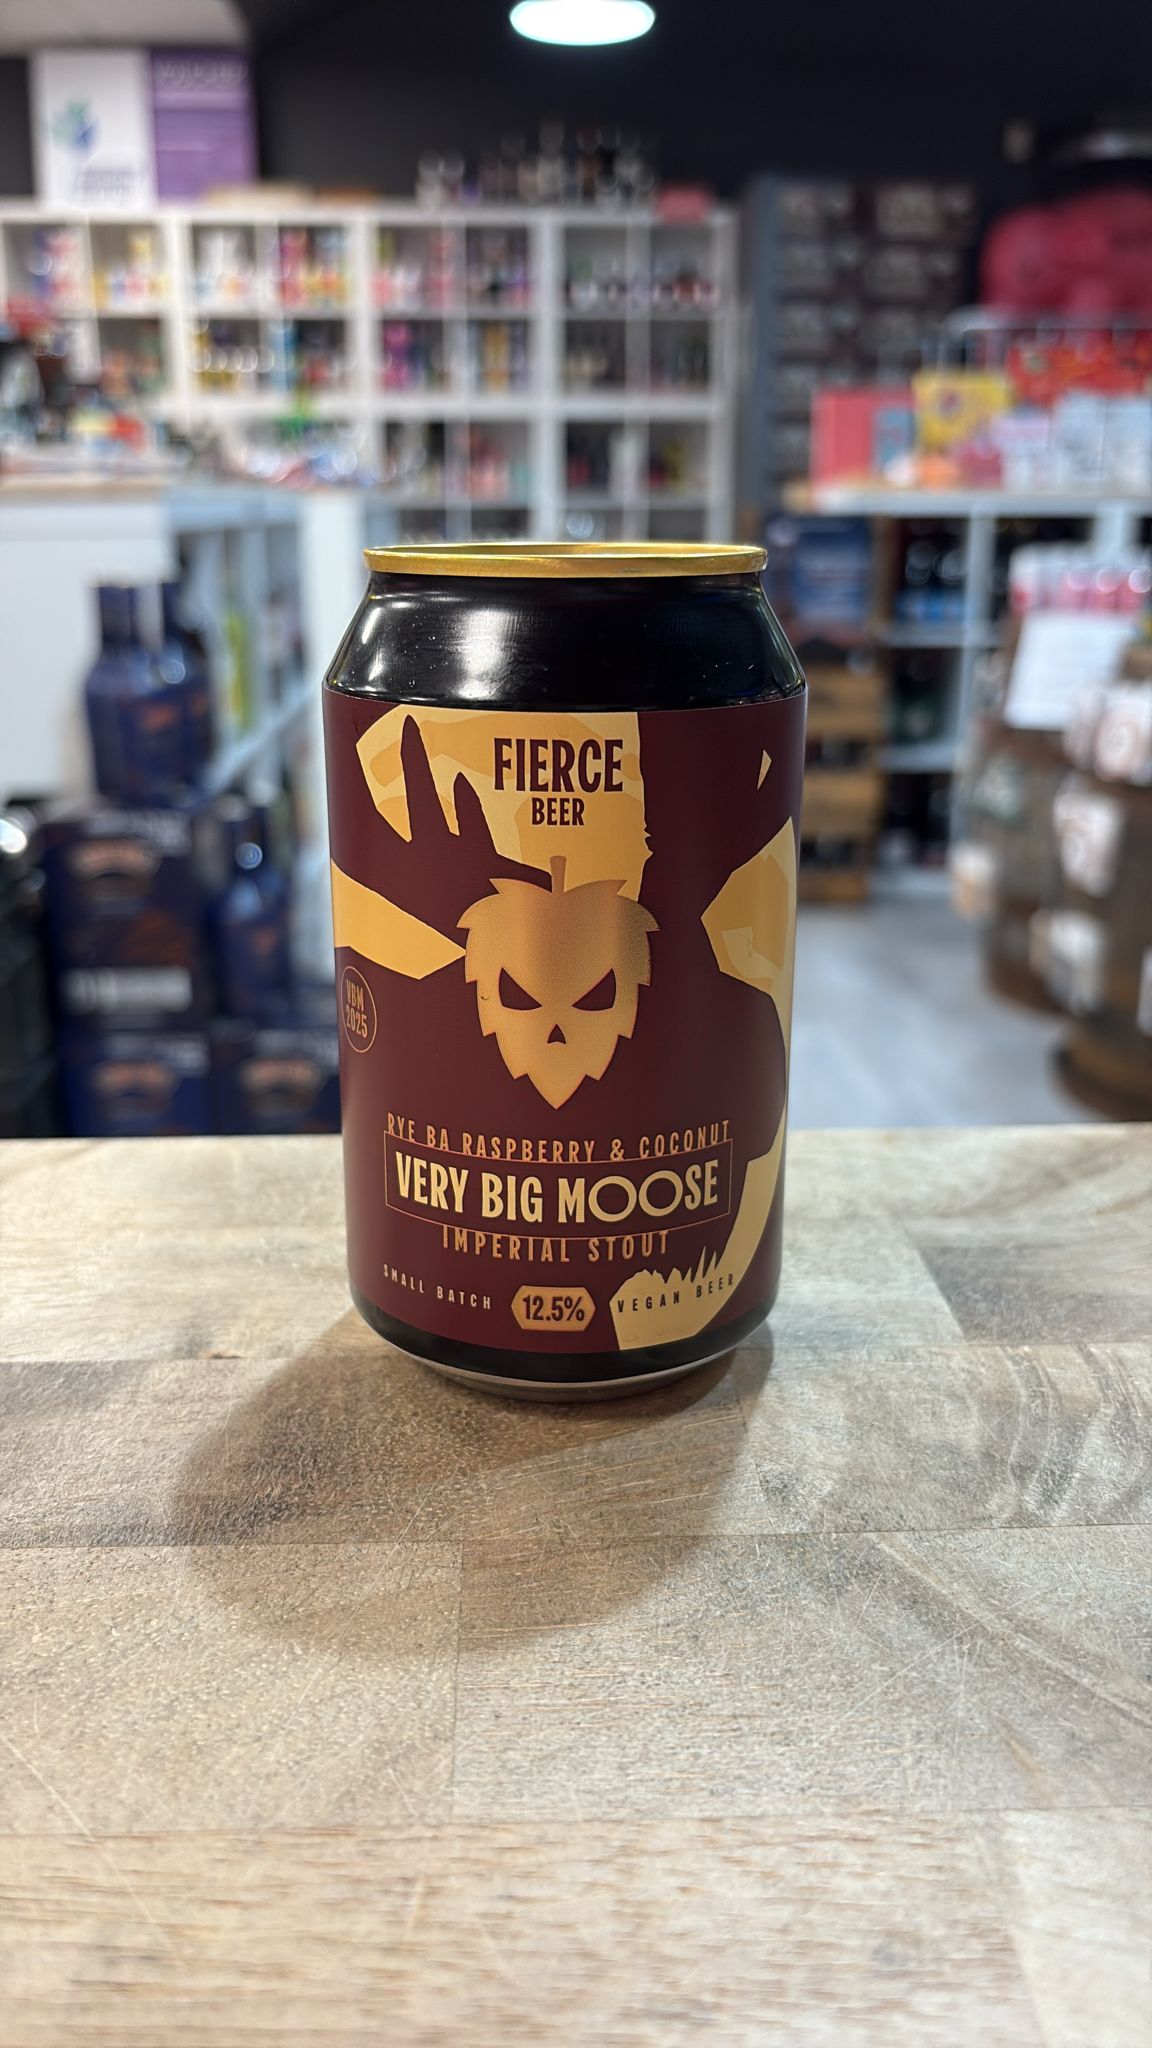 FIERCE
BEER
VBM
2025
RYE BA RASPBERRY & COCONUT
VERY BIG MOOSE
IMPERIAL STOUT
SMALL BATCH
12.5%
VEGAN BEER